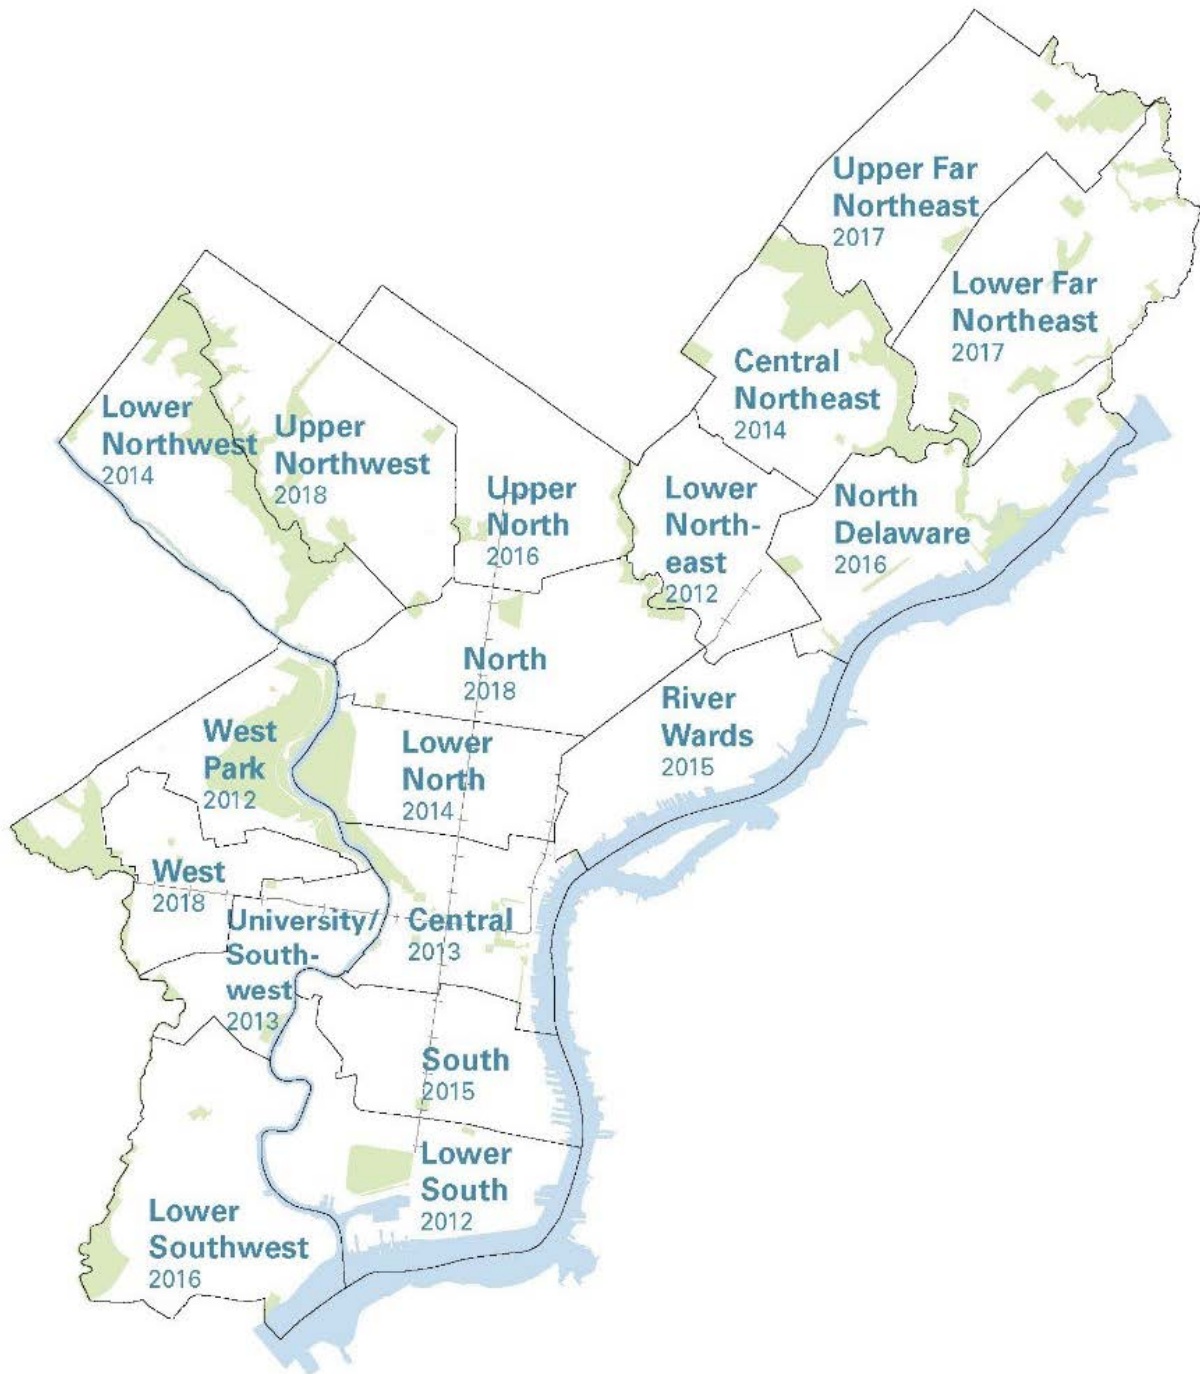 Upper Far
Northeast
2017
Lower Far
Northeast
2017
Central
Northeast
2014
Lower
Northwest
2014
Upper
Northwest
2018
Upper
North
2016
Lower
North-
east
2012
North
Delaware
2016
North
2018
River
Wards
2015
West
Park
2012
Lower
North
2014
West
2018
University/
South-
west
2013
Central
2013
South
2015
Lower
South
2012
Lower
Southwest
2016